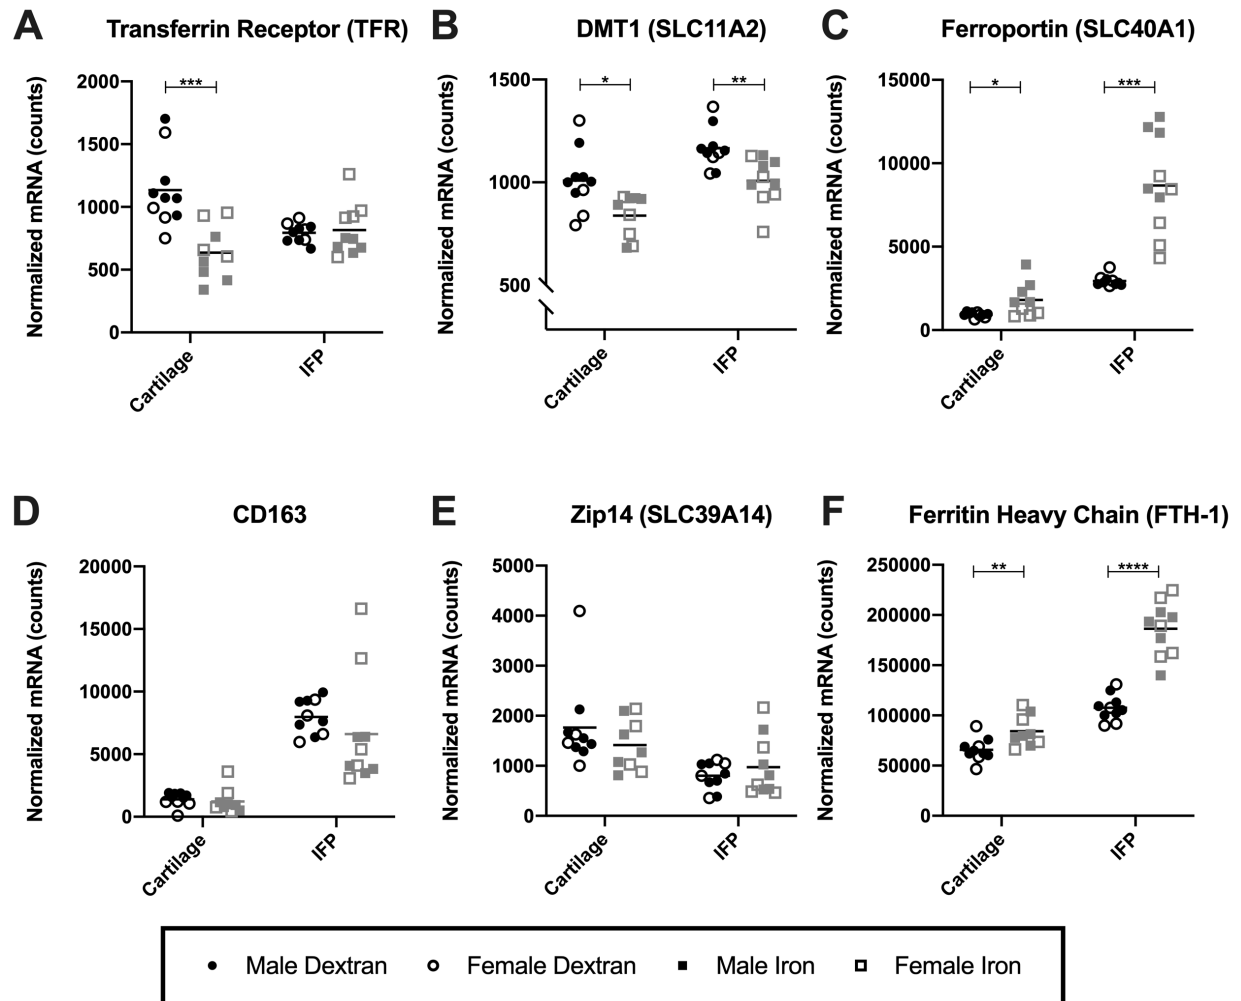 A Transferrin Receptor (TFR)
Normalized mRNA (counts)
2000
1500
1000
500
0
***
Cartilage
IFP
B DMT1 (SLC11A2)
Normalized mRNA (counts)
1500
1000
500
*
**
Cartilage
IFP
C Ferroportin (SLC40A1)
Normalized mRNA (counts)
15000
10000
5000
0
*
***
Cartilage
IFP
D CD163
Normalized mRNA (counts)
20000
15000
10000
5000
0
Cartilage
IFP
E Zip14 (SLC39A14)
Normalized mRNA (counts)
5000
4000
3000
2000
1000
0
Cartilage
IFP
F Ferritin Heavy Chain (FTH-1)
Normalized mRNA (counts)
250000
200000
150000
100000
50000
0
**
****
Cartilage
IFP
Male Dextran Female Dextran Male Iron Female Iron